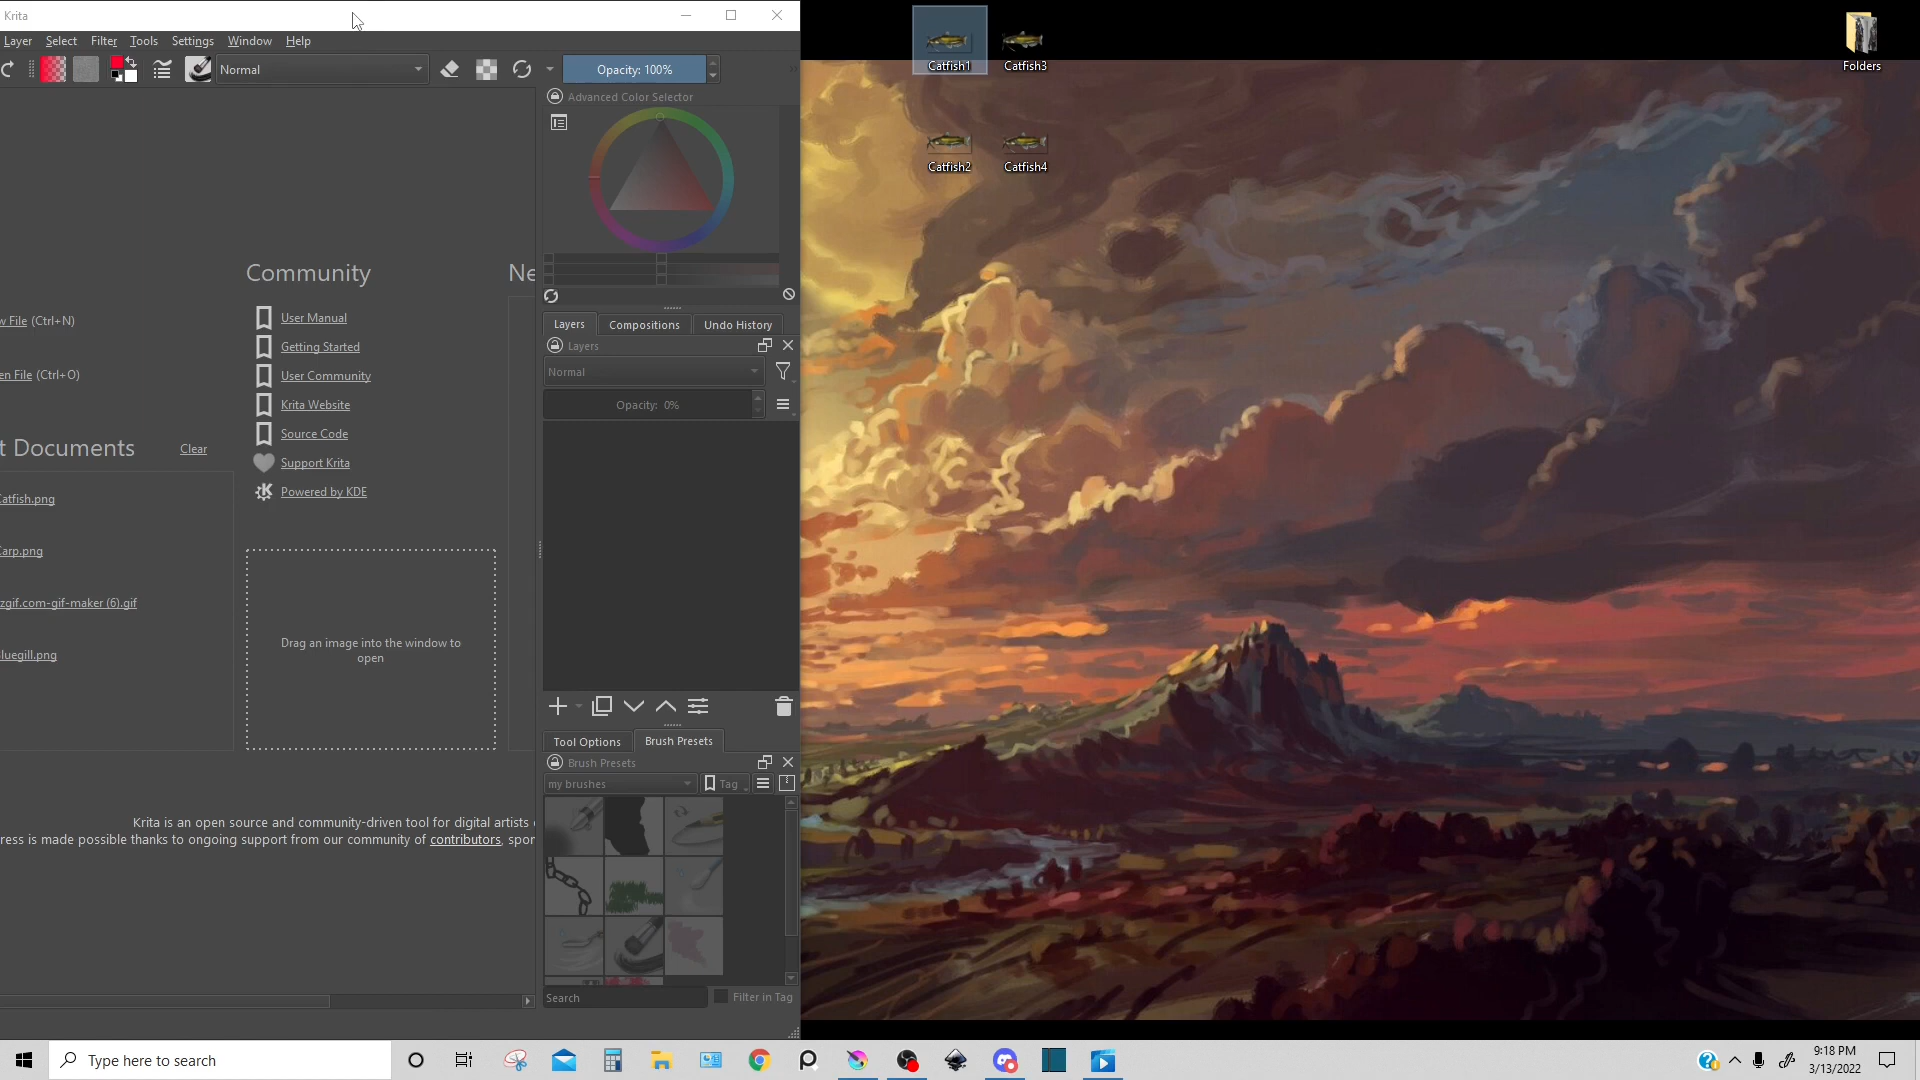 Krita
Layer Select Filter Tools Settings Window Help
Normal
Opacity: 100%
Advanced Color Selector
Community
Ne
w File (Ctrl+N)
en File (Ctrl+O)
User Manual
Getting Started
User Community
Krita Website
Source Code
Support Krita
Powered by KDE
t Documents Clear
Catfish.png
Carp.png
zgif.com-gif-maker (6).gif
luegill.png
Drag an image into the window to
open
Krita is an open source and community-driven tool for digital artists
ress is made possible thanks to ongoing support from our community of contributors, spor
Layers Compositions Undo History
Layers
Normal
Opacity: 0%
Tool Options Brush Presets
Brush Presets
my brushes Tag
Search Filter in Tag
Catfish1 Catfish3
Catfish2 Catfish4
Folders
Type here to search
9:18 PM
3/13/2022